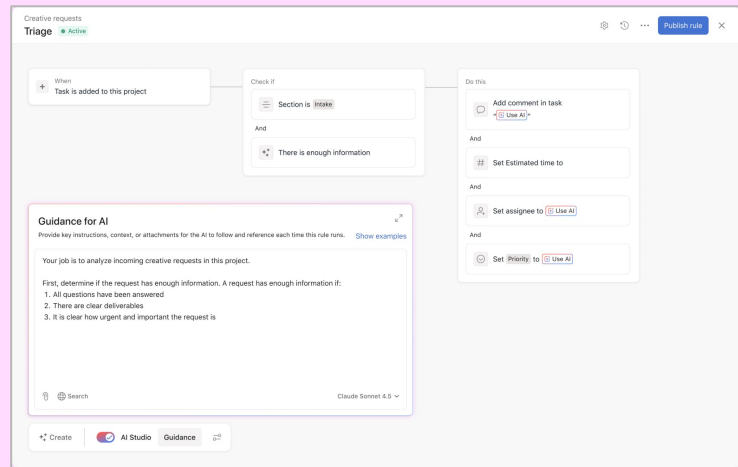 Creative requests
Triage
Active
Publish rule
When
Task is added to this project
Check if
Section is Intake
And
There is enough information
Do this
Add comment in task
"Use AI"
And
Set Estimated time to
And
Set assignee to Use AI
And
Set Priority to Use AI
Guidance for AI
Provide key instructions, context, or attachments for the AI to follow and reference each time this rule runs.
Show examples
Your job is to analyze incoming creative requests in this project.
First, determine if the request has enough information. A request has enough information if:
1. All questions have been answered
2. There are clear deliverables
3. It is clear how urgent and important the request is
Search
Claude Sonnet 4.5
Create
AI Studio
Guidance